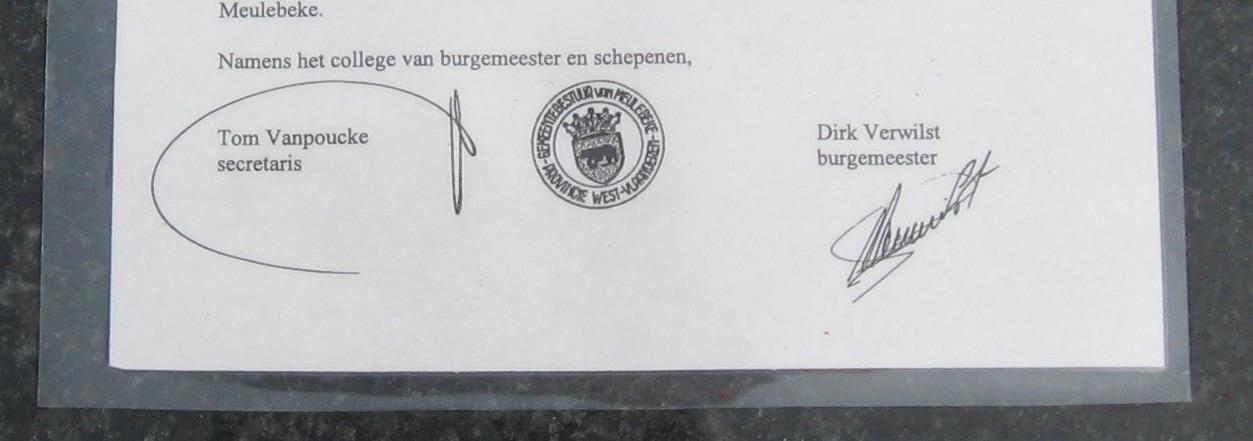 Meulebeke.
Namens het college van burgemeester en schepenen,
Tom Vanpoucke
secretaris
GEMEENTEBESTUUR van MEULEBEKE
PROVINCIE WEST-VLAANDEREN
Dirk Verwilst
burgemeester